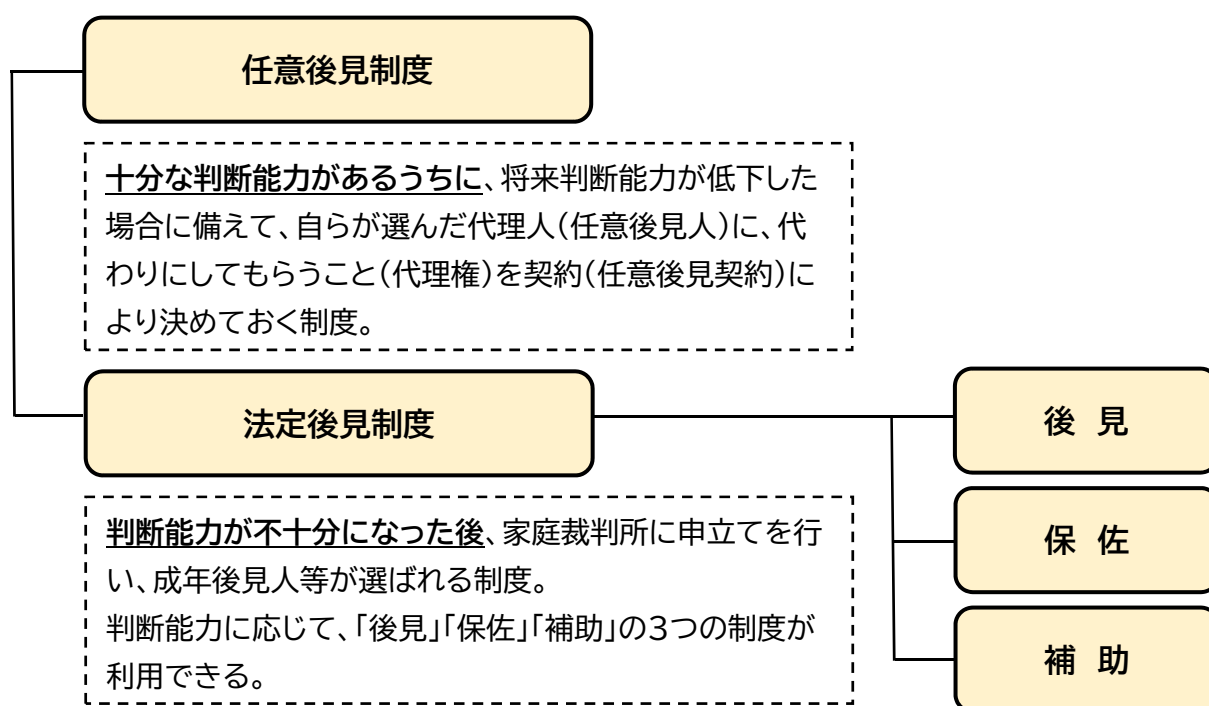 任意後見制度
十分な判断能力があるうちに、将来判断能力が低下した
場合に備えて、自らが選んだ代理人(任意後見人)に、代
わりにしてもらうこと(代理権)を契約(任意後見契約)に
より決めておく制度。
法定後見制度
判断能力が不十分になった後、家庭裁判所に申立てを行
い、成年後見人等が選ばれる制度。
判断能力に応じて、「後見」「保佐」「補助」の3つの制度が
利用できる。
後 見
保 佐
補 助